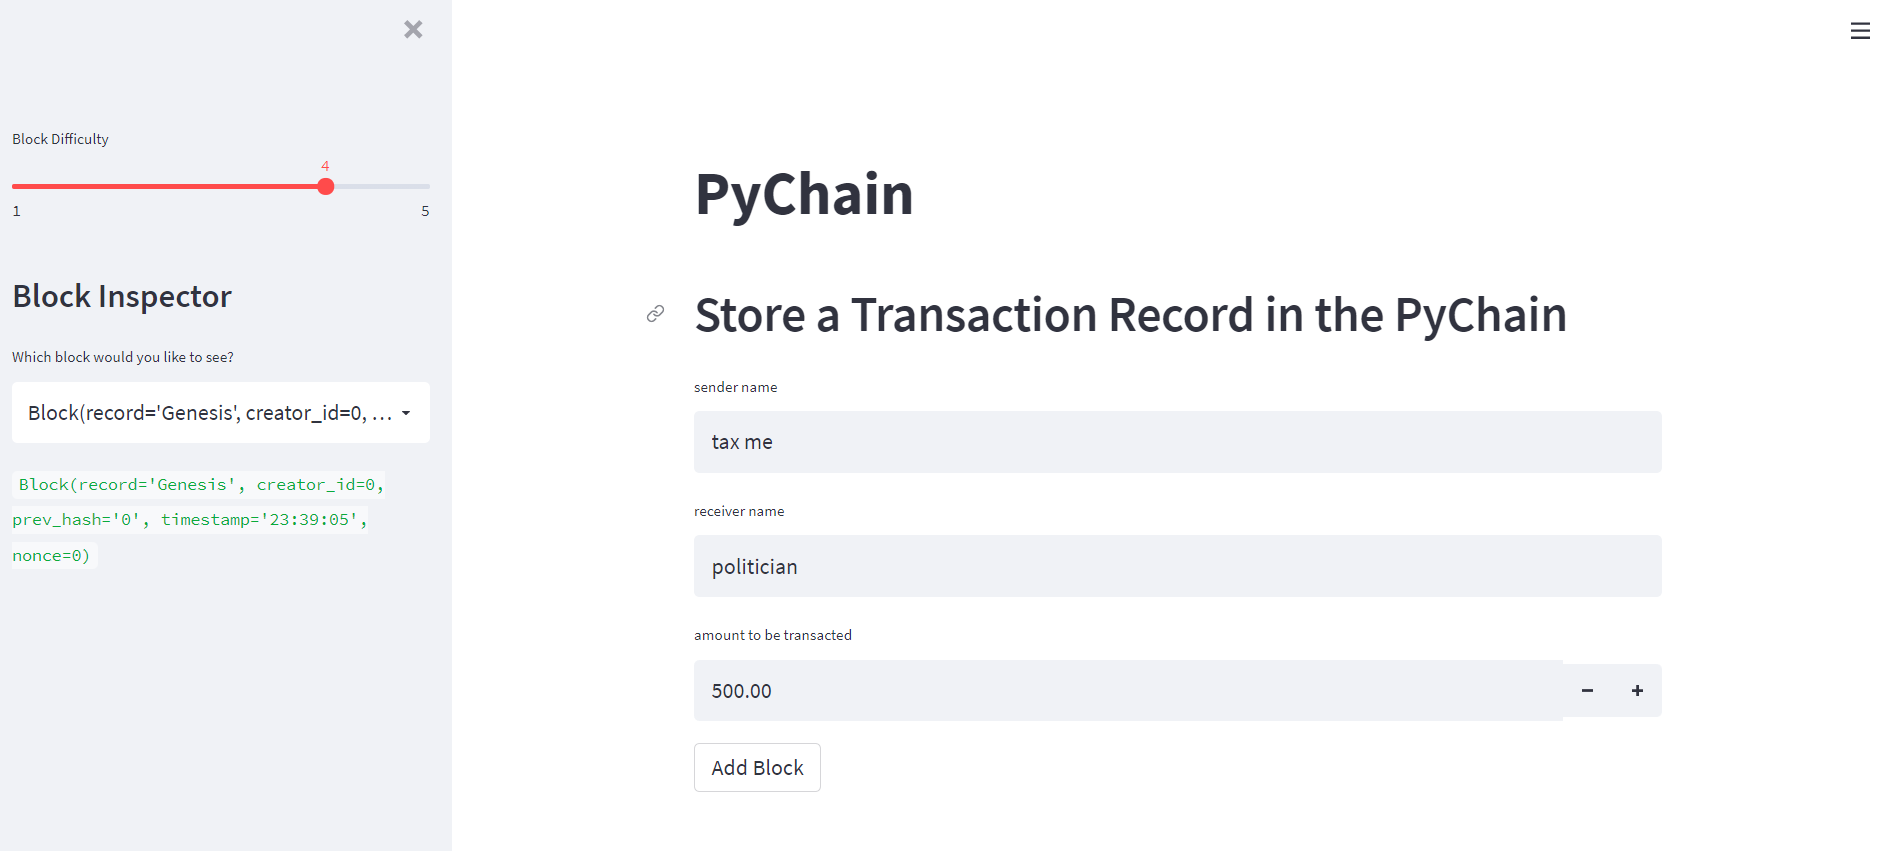 Block Difficulty
4
1 5
Block Inspector
Which block would you like to see?
Block(record='Genesis', creator_id=0, ...
Block(record='Genesis', creator_id=0,
prev_hash='0', timestamp='23:39:05',
nonce=0)
PyChain
Store a Transaction Record in the PyChain
sender name
tax me
receiver name
politician
amount to be transacted
500.00
Add Block